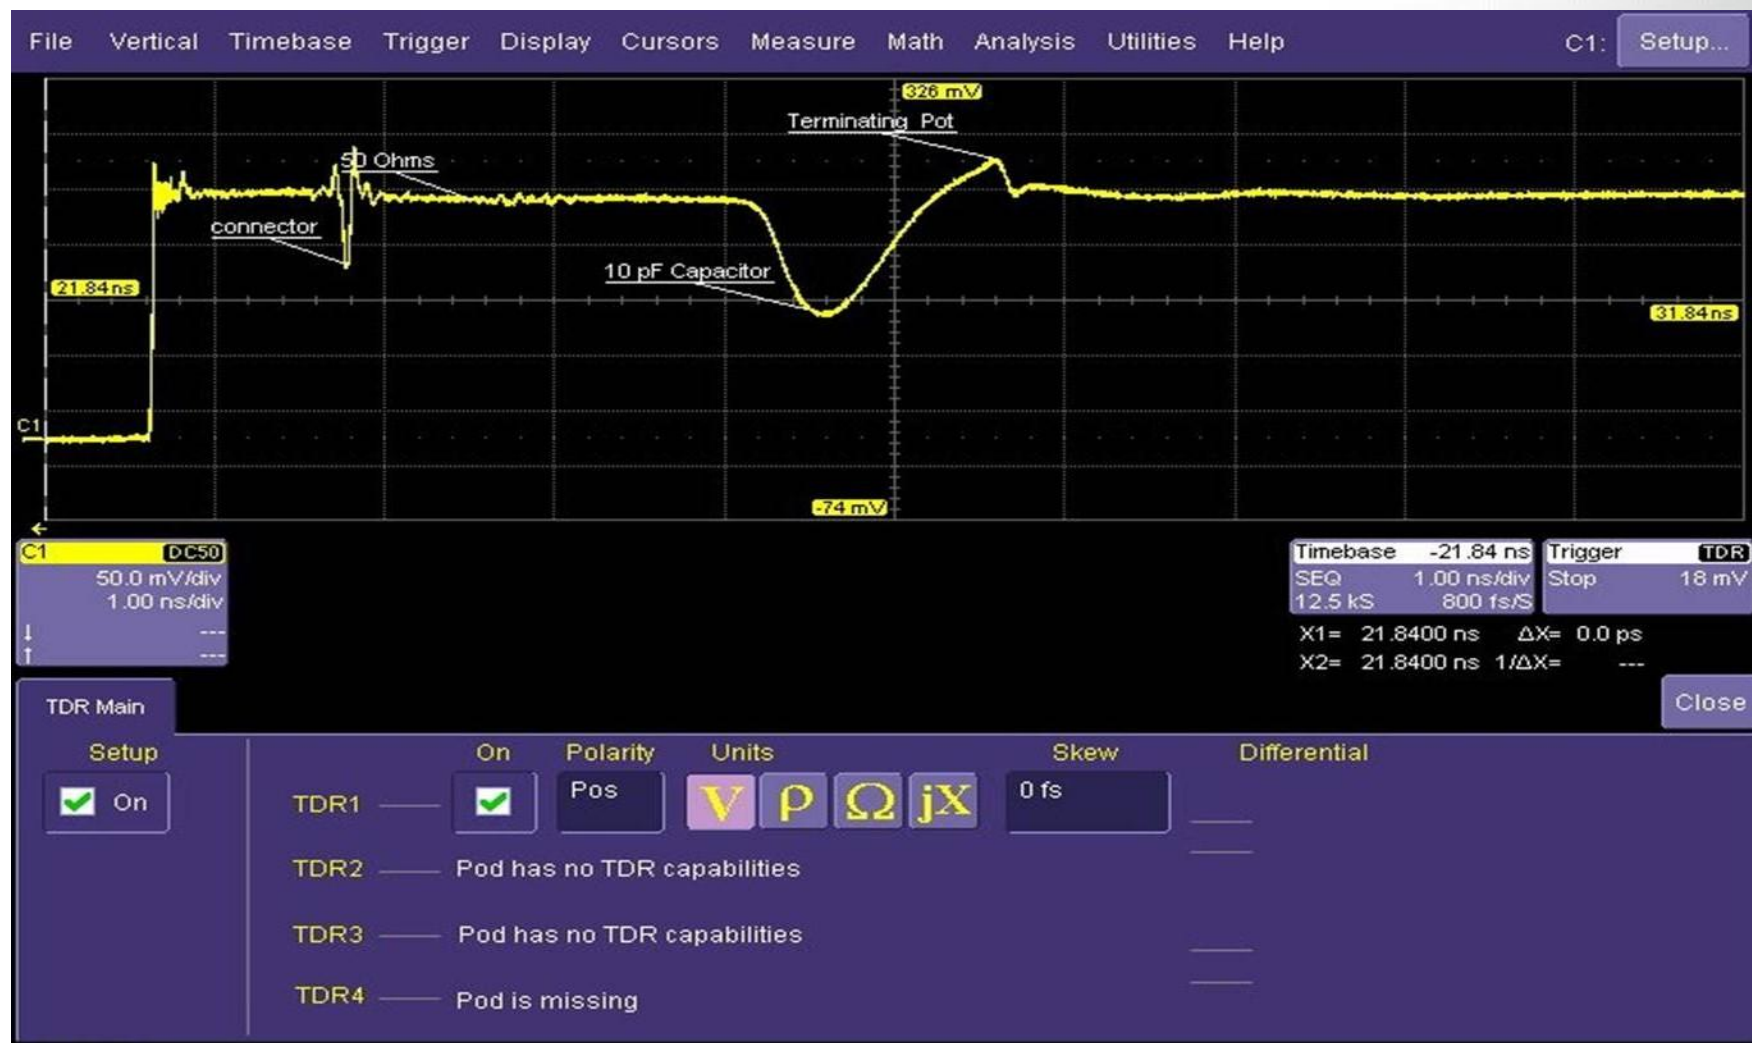 File Vertical Timebase Trigger Display Cursors Measure Math Analysis Utilities Help C1: Setup...
326 mV
Terminating Pot
50 Ohms
connector
10 pF Capacitor
21.84 ns
31.84 ns
C1
-74 mV
C1 DC50
50.0 mV/div
1.00 ns/div
↓ ---
↑ ---
Timebase -21.84 ns
SEQ 1.00 ns/div
12.5 kS 800 fs/S
Trigger TDR
Stop 18 mV
X1= 21.8400 ns ΔX= 0.0 ps
X2= 21.8400 ns 1/ΔX= ---
TDR Main
Close
Setup On Polarity Units Skew Differential
On TDR1 Pos V ρ Ω jX 0 fs
TDR2 Pod has no TDR capabilities
TDR3 Pod has no TDR capabilities
TDR4 Pod is missing